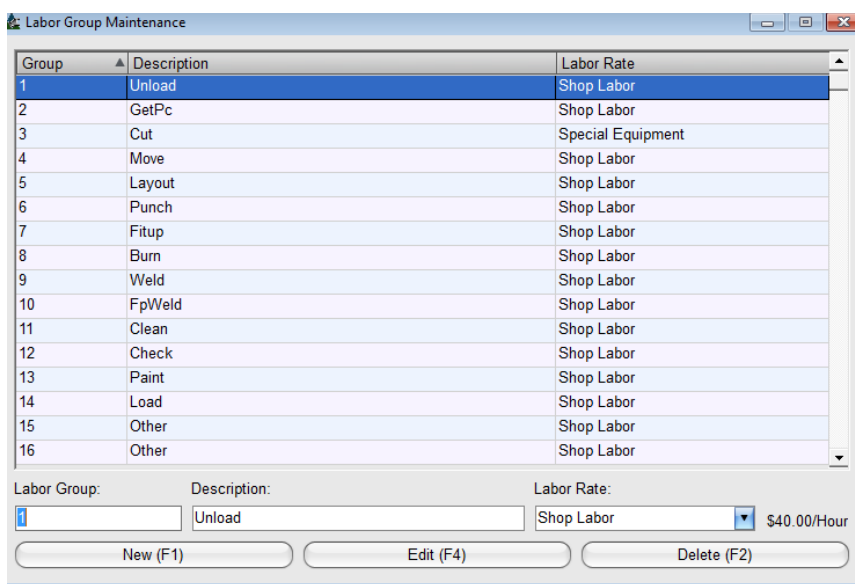 Labor Group Maintenance
Group Description Labor Rate
1 Unload Shop Labor
2 GetPc Shop Labor
3 Cut Special Equipment
4 Move Shop Labor
5 Layout Shop Labor
6 Punch Shop Labor
7 Fitup Shop Labor
8 Burn Shop Labor
9 Weld Shop Labor
10 FpWeld Shop Labor
11 Clean Shop Labor
12 Check Shop Labor
13 Paint Shop Labor
14 Load Shop Labor
15 Other Shop Labor
16 Other Shop Labor
Labor Group: Description: Labor Rate:
1 Unload Shop Labor $40.00/Hour
New (F1) Edit (F4) Delete (F2)